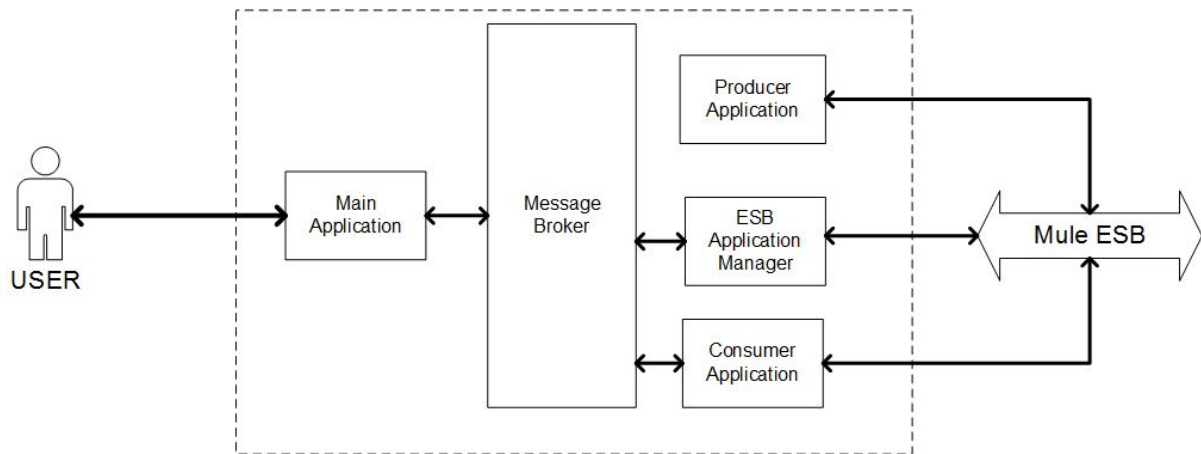 USER
Main
Application
Message
Broker
Producer
Application
ESB
Application
Manager
Consumer
Application
Mule ESB